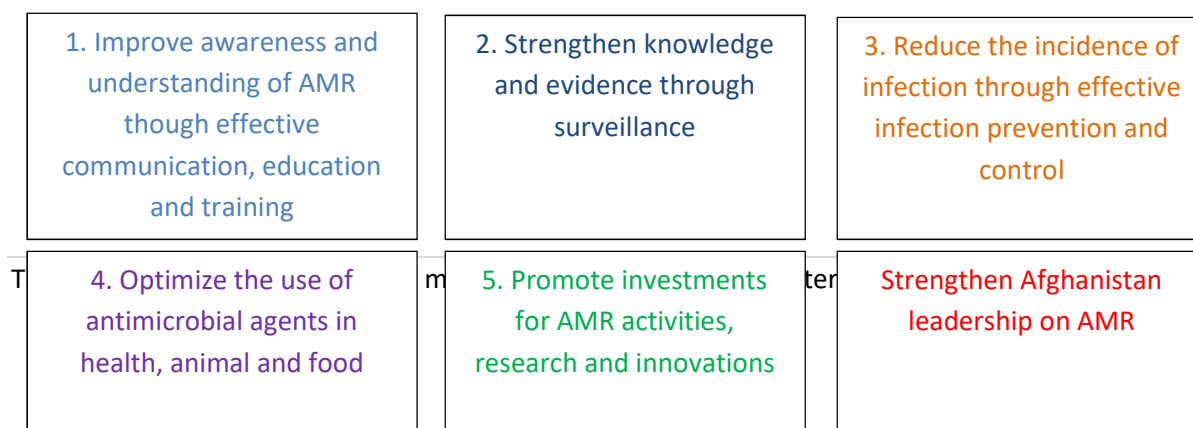 1. Improve awareness and
understanding of AMR
though effective
communication, education
and training
2. Strengthen knowledge
and evidence through
surveillance
3. Reduce the incidence of
infection through effective
infection prevention and
control
4. Optimize the use of
antimicrobial agents in
health, animal and food
5. Promote investments
for AMR activities,
research and innovations
Strengthen Afghanistan
leadership on AMR